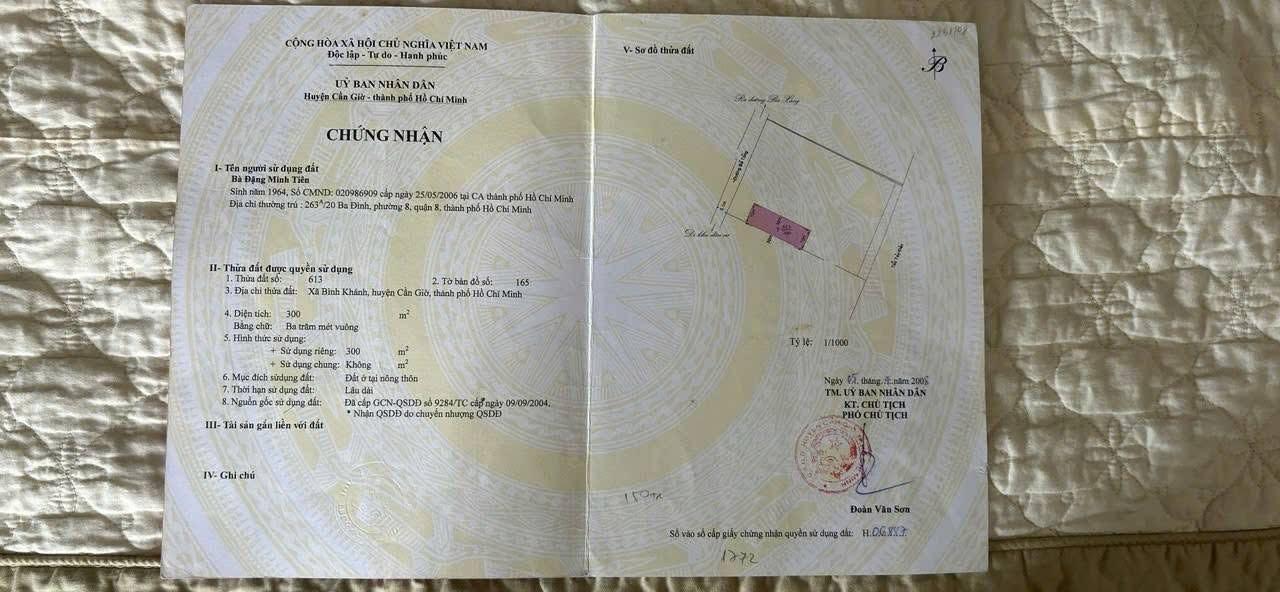 CỘNG HÒA XÃ HỘI CHỦ NGHĨA VIỆT NAM
Độc lập - Tự do - Hạnh phúc
UỶ BAN NHÂN DÂN
Huyện Cần Giờ - thành phố Hồ Chí Minh
CHỨNG NHẬN
I- Tên người sử dụng đất
Bà Đặng Minh Tiên
Sinh năm 1964, Số CMND: 020986909 cấp ngày 25/05/2006 tại CA thành phố Hồ Chí Minh
Địa chỉ thường trú : 263A/20 Ba Đình, phường 8, quận 8, thành phố Hồ Chí Minh
II- Thửa đất được quyền sử dụng
1. Thửa đất số: 613 2. Tờ bản đồ số: 165
3. Địa chỉ thửa đất: Xã Bình Khánh, huyện Cần Giờ, thành phố Hồ Chí Minh
4. Diện tích: 300 m2
Bằng chữ: Ba trăm mét vuông
5. Hình thức sử dụng:
+ Sử dụng riêng: 300 m2
+ Sử dụng chung: Không m2
6. Mục đích sửdụng đất: Đất ở tại nông thôn
7. Thời hạn sử dụng đất: Lâu dài
8. Nguồn gốc sử dụng đất: Đã cấp GCN-QSDĐ số 9284/TC cấp ngày 09/09/2004,
* Nhận QSDĐ do chuyển nhượng QSDĐ
III- Tài sản gắn liền với đất
IV- Ghi chú
V- Sơ đồ thửa đất
B
Đi khu dân cư
Tỷ lệ: 1/1000
Ngày tháng năm 2008
TM. UỶ BAN NHÂN DÂN
KT. CHỦ TỊCH
PHÓ CHỦ TỊCH
Đoàn Văn Sơn
Số vào sổ cấp giấy chứng nhận quyền sử dụng đất: H
1772